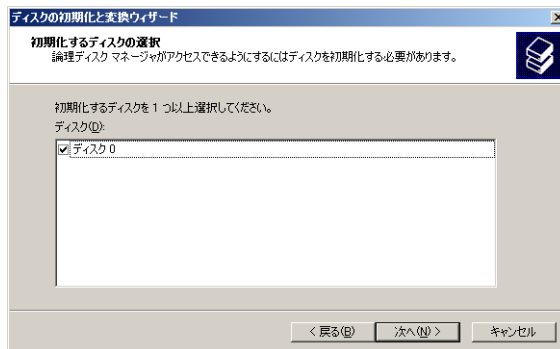 ディスクの初期化と変換ウィザード
初期化するディスクの選択
論理ディスク マネージャがアクセスできるようにするにはディスクを初期化する必要があります。
初期化するディスクを 1 つ以上選択してください。
ディスク(D):
ディスク 0
< 戻る(B)
次へ(N) >
キャンセル